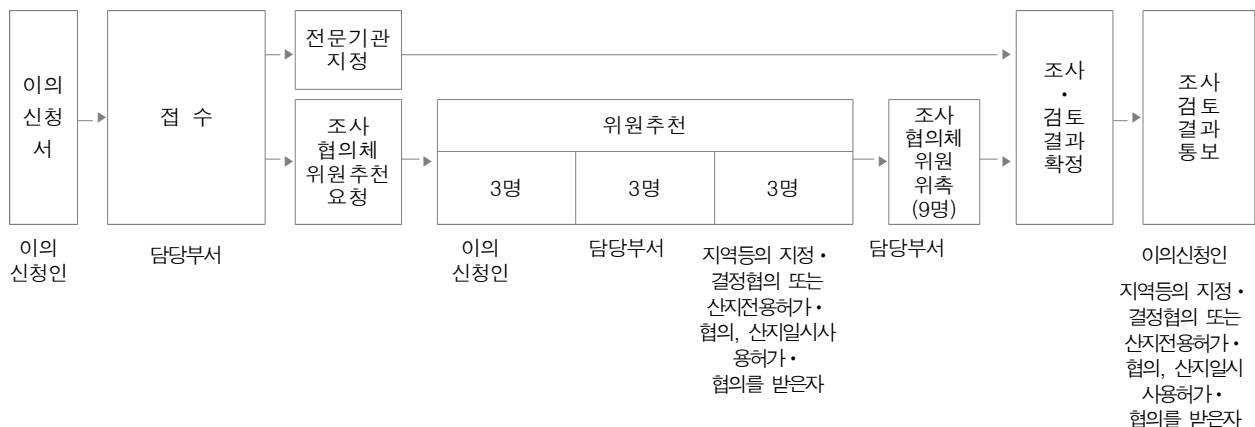 이의
신청
서
접 수
전문기관
지정
조사
협의체
위원추천
요청
위원추천
3명
3명
3명
조사
협의체
위원
위촉
(9명)
조사
・
검토
결과
확정
조사
검토
결과
통보
이의
신청인
담당부서
이의
신청인
담당부서
지역등의 지정・
결정협의 또는
산지전용허가・
협의, 산지일시사
용허가・
협의를 받은자
담당부서
이의신청인
지역등의 지정・
결정협의 또는
산지전용허가・
협의, 산지일시
사용허가・
협의를 받은자